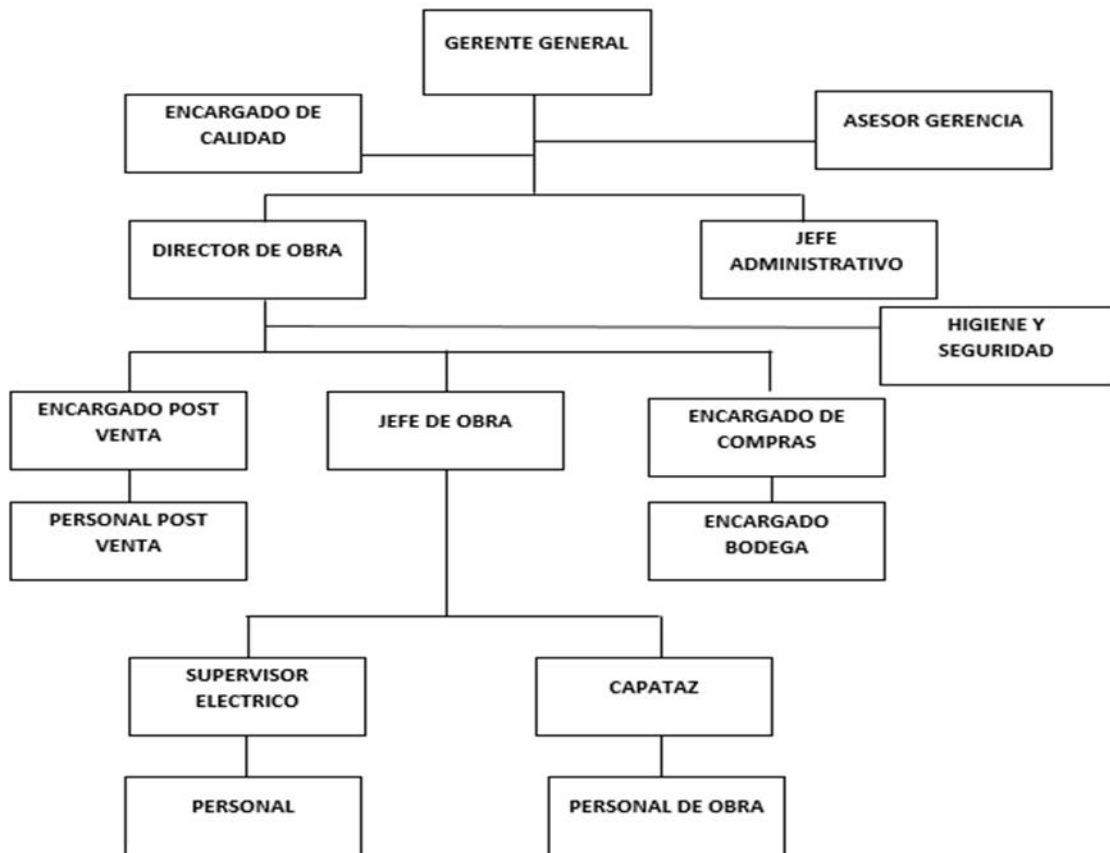 GERENTE GENERAL
ENCARGADO DE
CALIDAD
ASESOR GERENCIA
DIRECTOR DE OBRA
JEFE
ADMINISTRATIVO
HIGIENE Y
SEGURIDAD
ENCARGADO POST
VENTA
JEFE DE OBRA
ENCARGADO DE
COMPRAS
PERSONAL POST
VENTA
ENCARGADO
BODEGA
SUPERVISOR
ELECTRICO
CAPATAZ
PERSONAL
PERSONAL DE OBRA